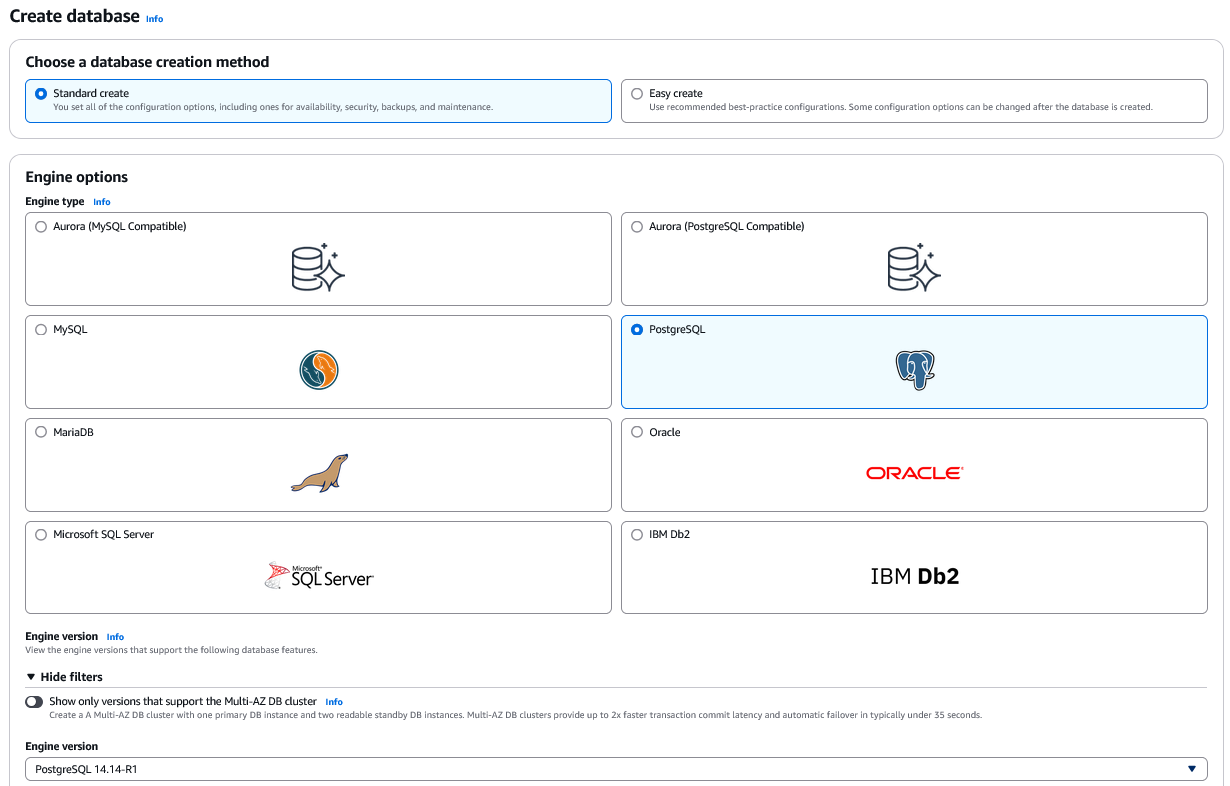 Create database Info
Choose a database creation method
Standard create
You set all of the configuration options, including ones for availability, security, backups, and maintenance.
Easy create
Use recommended best-practice configurations. Some configuration options can be changed after the database is created.
Engine options
Engine type Info
Aurora (MySQL Compatible)
Aurora (PostgreSQL Compatible)
MySQL
PostgreSQL
MariaDB
Oracle
ORACLE
Microsoft SQL Server
Microsoft
SQL Server
IBM Db2
IBM Db2
Engine version Info
View the engine versions that support the following database features.
Hide filters
Show only versions that support the Multi-AZ DB cluster Info
Create a A Multi-AZ DB cluster with one primary DB instance and two readable standby DB instances. Multi-AZ DB clusters provide up to 2x faster transaction commit latency and automatic failover in typically under 35 seconds.
Engine version
PostgreSQL 14.14-R1